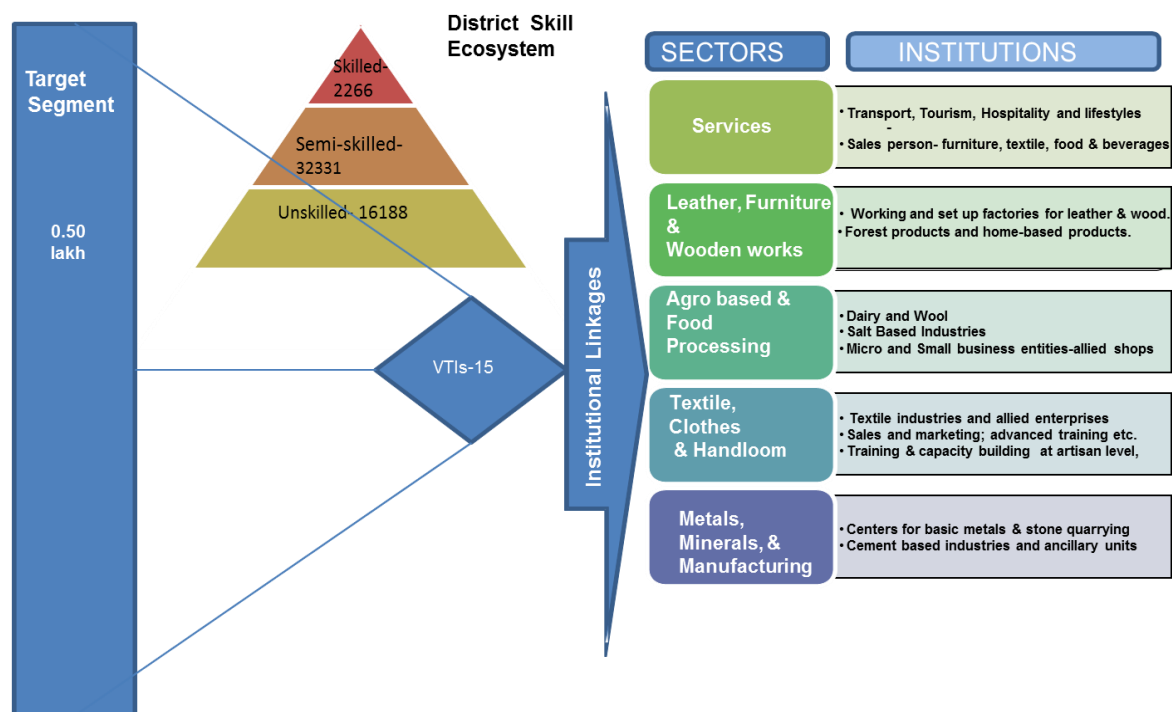 District Skill
Ecosystem
Target
Segment
0.50
lakh
Skilled-
2266
Semi-skilled-
32331
Unskilled- 16188
VTIs-15
Institutional Linkages
SECTORS
INSTITUTIONS
Services
• Transport, Tourism, Hospitality and lifestyles
-
• Sales person- furniture, textile, food & beverages
Leather, Furniture
&
Wooden works
• Working and set up factories for leather & wood.
• Forest products and home-based products.
Agro based &
Food
Processing
• Dairy and Wool
• Salt Based Industries
• Micro and Small business entities-allied shops
Textile,
Clothes
& Handloom
• Textile industries and allied enterprises
• Sales and marketing; advanced training etc.
• Training & capacity building at artisan level,
Metals,
Minerals, &
Manufacturing
• Centers for basic metals & stone quarrying
• Cement based industries and ancillary units